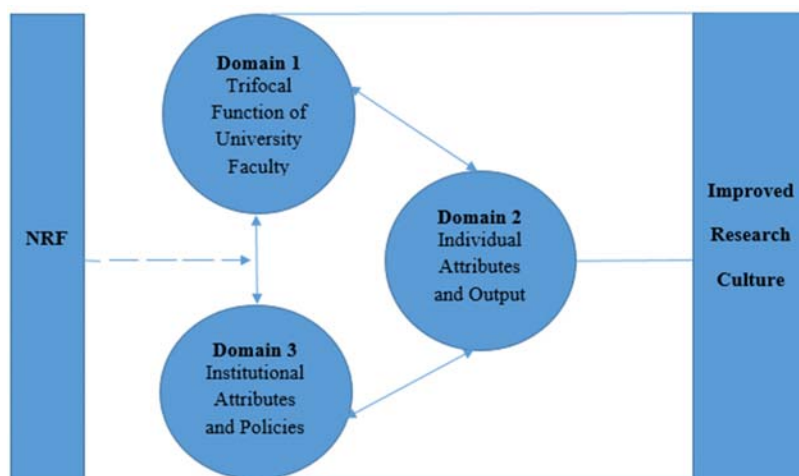 NRF
Domain 1
Trifocal
Function of
University
Faculty
Domain 2
Individual
Attributes
and Output
Domain 3
Institutional
Attributes
and Policies
Improved
Research
Culture